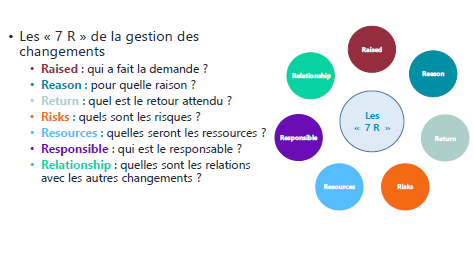 • Les « 7 R » de la gestion des
changements
• Raised : qui a fait la demande ?
• Reason : pour quelle raison ?
• Return : quel est le retour attendu ?
• Risks : quels sont les risques ?
• Resources : quelles seront les ressources ?
• Responsible : qui est le responsable ?
• Relationship : quelles sont les relations
avec les autres changements ?
Raised
Reason
Return
Risks
Resources
Responsible
Relationship
Les
« 7 R »